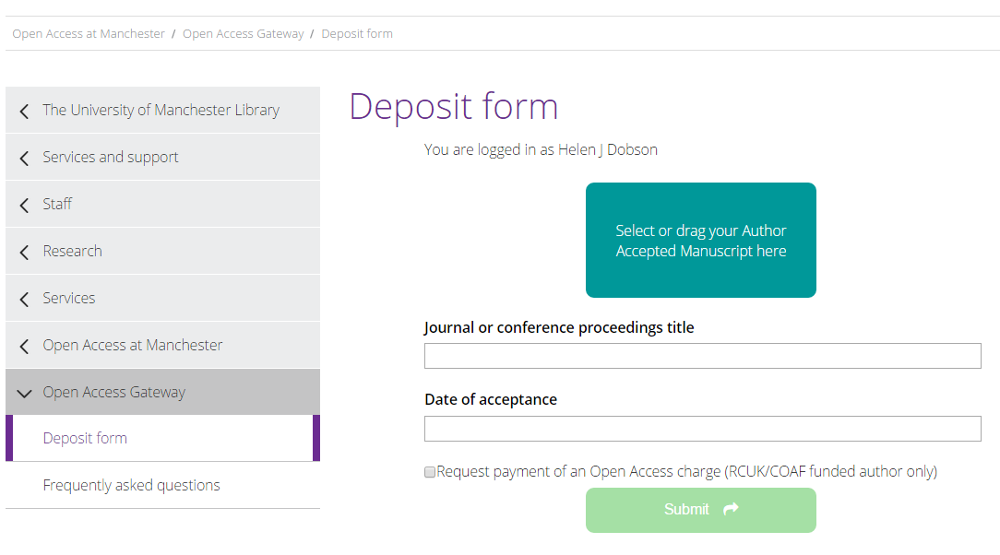 Open Access at Manchester / Open Access Gateway / Deposit form
The University of Manchester Library
Services and support
Staff
Research
Services
Open Access at Manchester
Open Access Gateway
Deposit form
Frequently asked questions
Deposit form
You are logged in as Helen J Dobson
Select or drag your Author
Accepted Manuscript here
Journal or conference proceedings title
Date of acceptance
Request payment of an Open Access charge (RCUK/COAF funded author only)
Submit